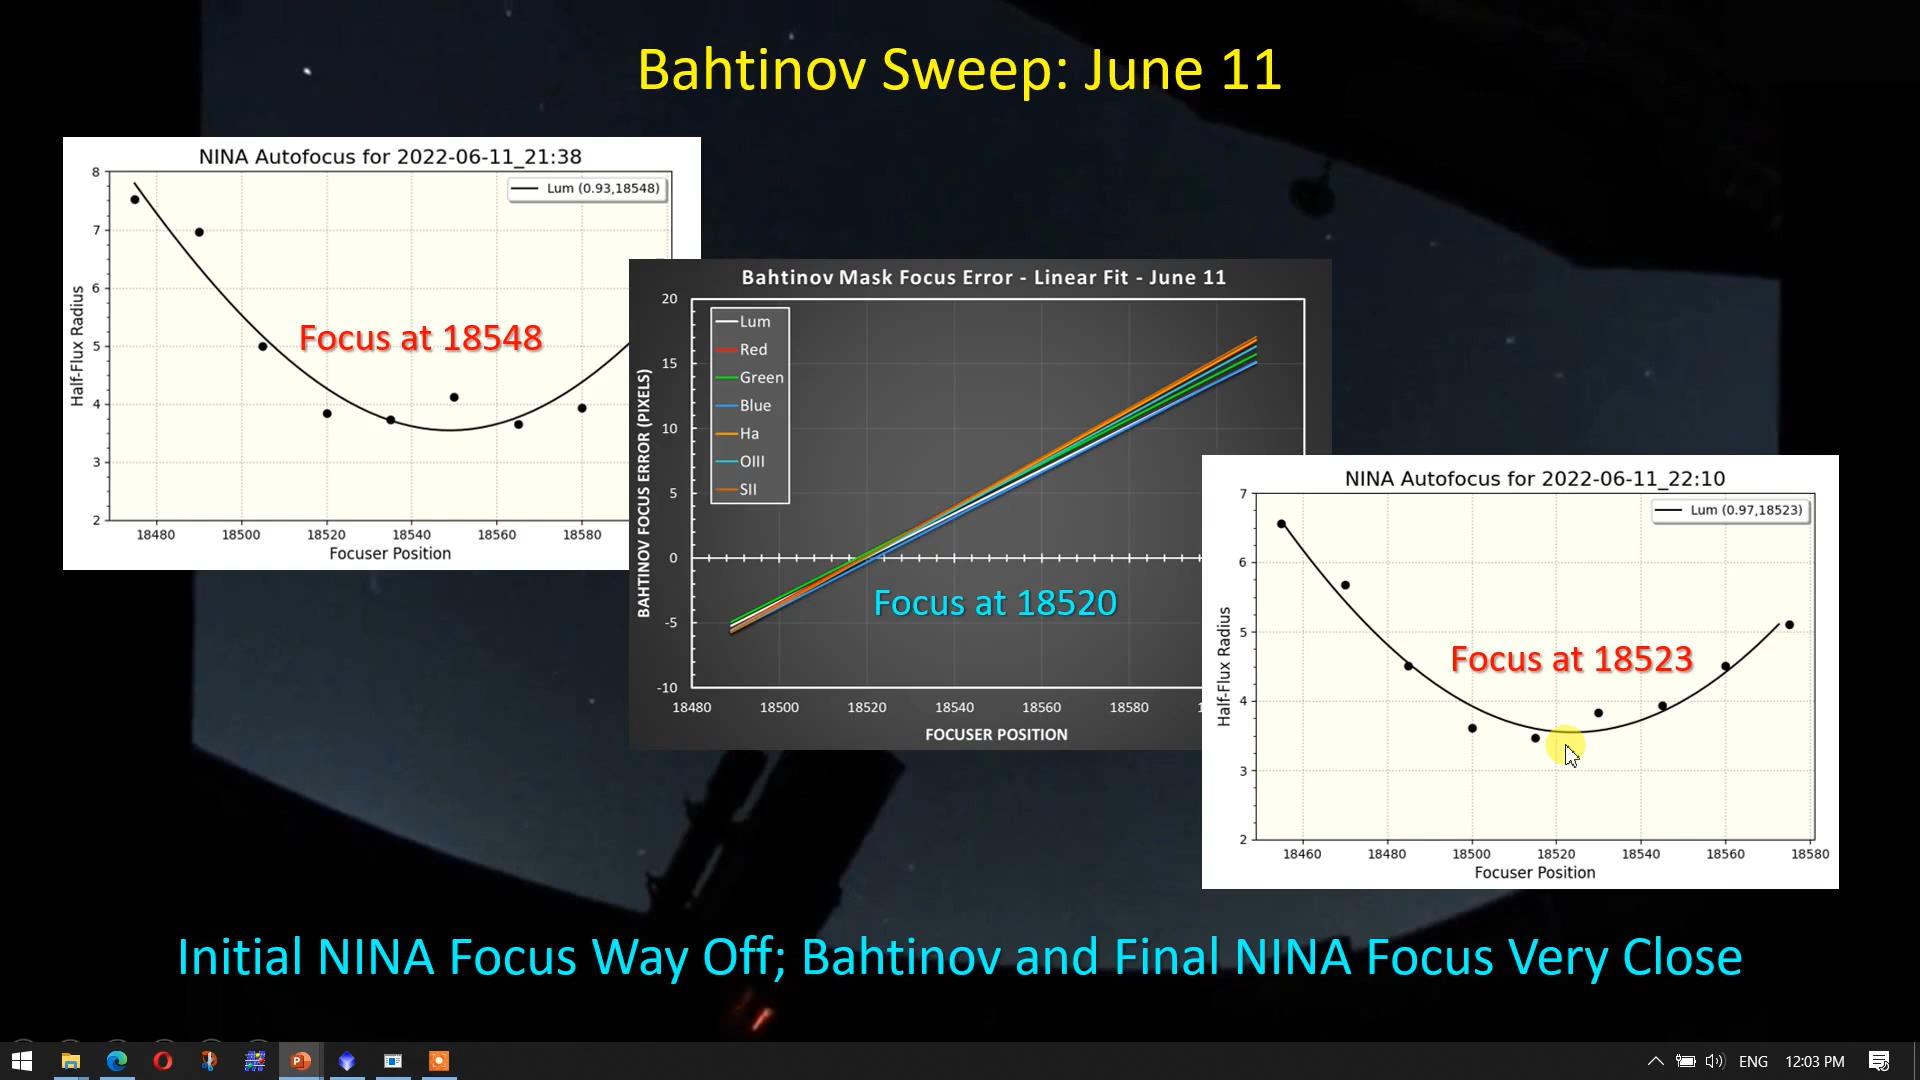 Bahtinov Sweep: June 11
NINA Autofocus for 2022-06-11_21:38
Lum (0.93,18548)
8
7
6
5
4
3
2
Half-Flux Radius
Focus at 18548
18480
18500
18520
18540
18560
18580
Focuser Position
Bahtinov Mask Focus Error - Linear Fit - June 11
20
15
10
5
0
-5
-10
BAHTINOV FOCUS ERROR (PIXELS)
Lum
Red
Green
Blue
Ha
OIII
SII
Focus at 18520
18480
18500
18520
18540
18560
18580
FOCUSER POSITION
NINA Autofocus for 2022-06-11_22:10
Lum (0.97,18523)
7
6
5
4
3
2
Half-Flux Radius
Focus at 18523
18460
18480
18500
18520
18540
18560
18580
Focuser Position
Initial NINA Focus Way Off; Bahtinov and Final NINA Focus Very Close
ENG
12:03 PM